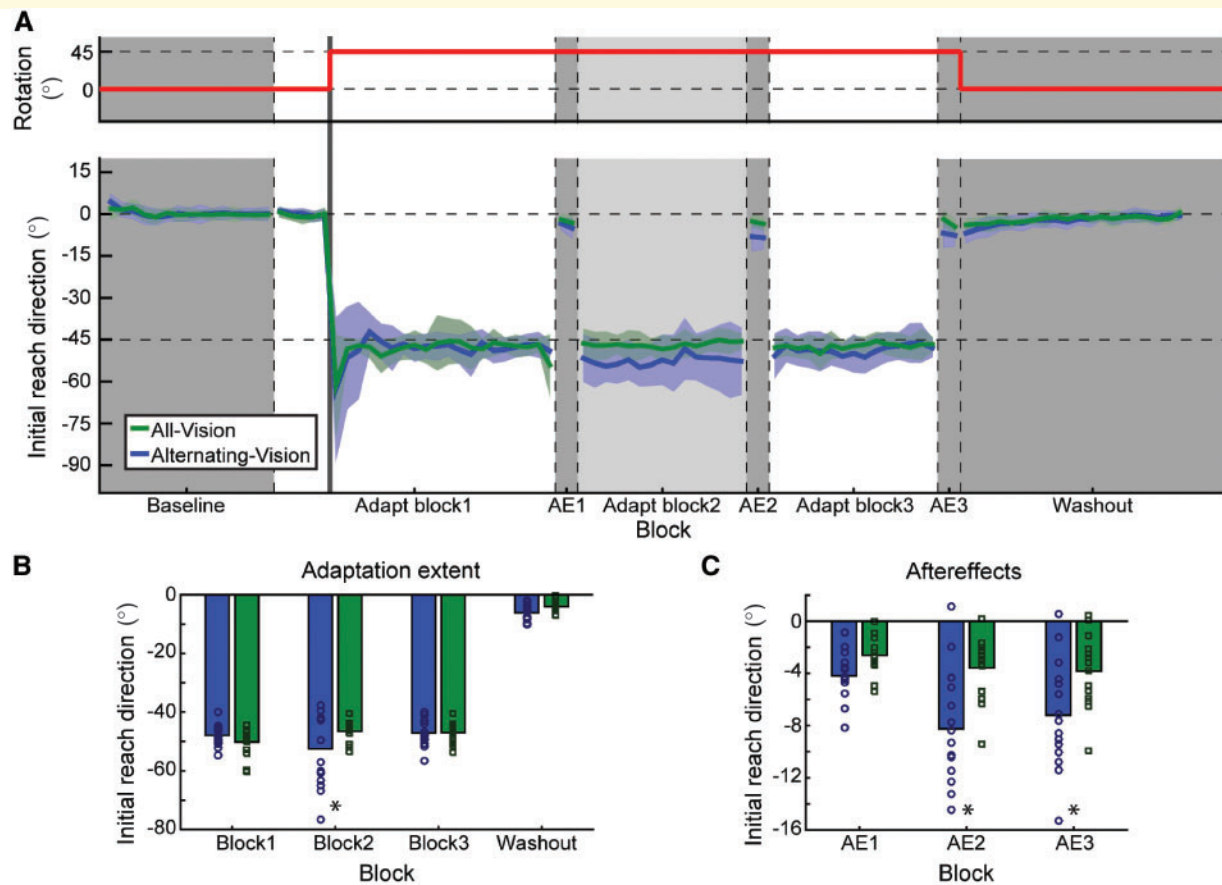 A
Rotation
(°)
45
0
Initial reach direction (°)
15
0
-15
-30
-45
-60
-75
-90
All-Vision
Alternating-Vision
Baseline
Adapt block1
AE1
Adapt block2
AE2
Adapt block3
AE3
Washout
Block
B
Adaptation extent
Initial reach direction (°)
0
-20
-40
-60
-80
*
Block1
Block2
Block3
Washout
Block
C
Aftereffects
Initial reach direction (°)
0
-4
-8
-12
-16
*
*
AE1
AE2
AE3
Block